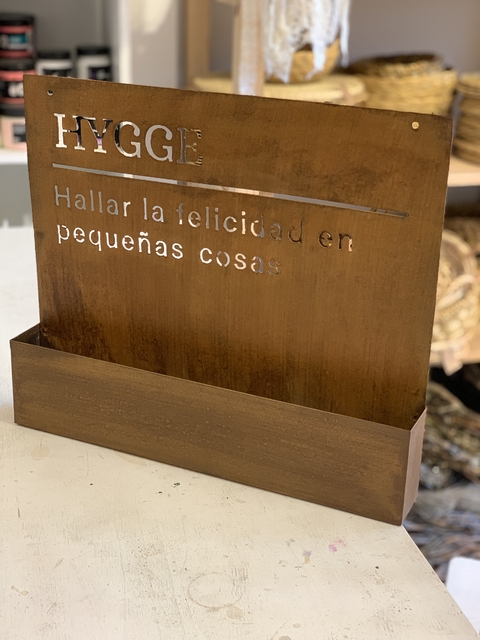 HYGGE
Hallar la felicidad en
pequeñas cosas